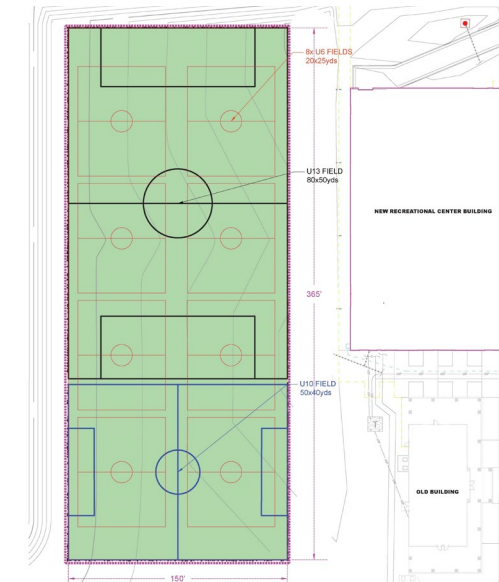 8x U6 FIELDS
20x25yds
U13 FIELD
80x50yds
NEW RECREATIONAL CENTER BUILDING
365'
U10 FIELD
50x40yds
T
OLD BUILDING
150'